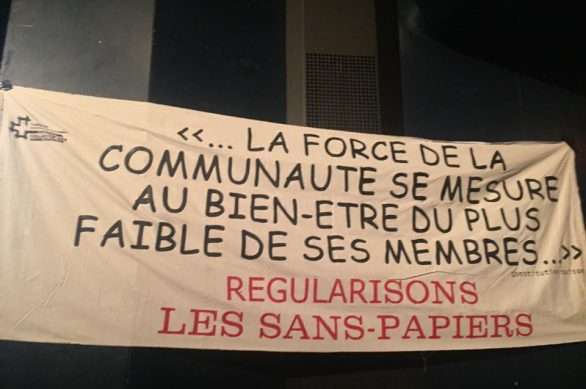 <<... LA FORCE DE LA
COMMUNAUTE SE MESURE
AU BIEN-ETRE DU PLUS
FAIBLE DE SES MEMBRES...>>
REGULARISONS
LES SANS-PAPIERS